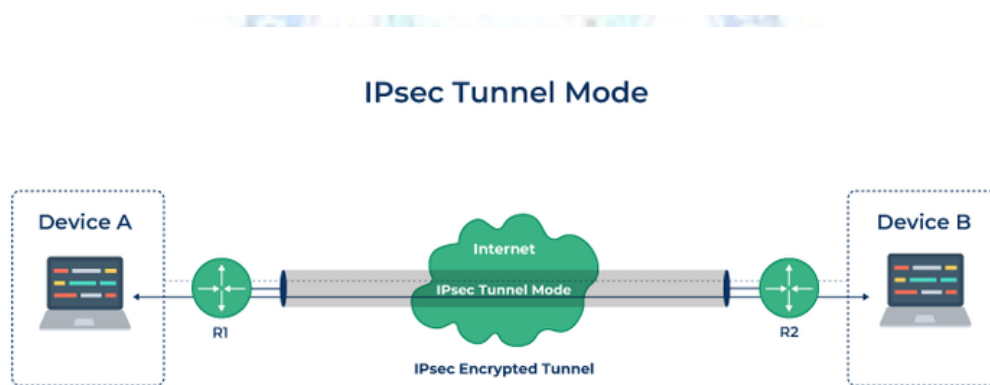 IPsec Tunnel Mode
Device A
Device B
Internet
IPsec Tunnel Mode
R1
R2
IPsec Encrypted Tunnel